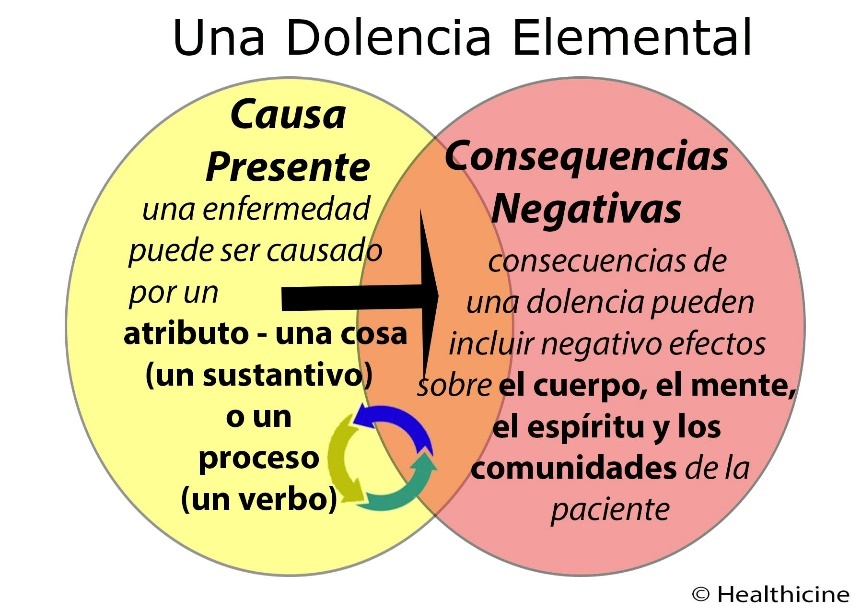 Una Dolencia Elemental
Causa
Presente
una enfermedad
puede ser causado
por un
atributo - una cosa
(un sustantivo)
o un
proceso
(un verbo)
Consequencias
Negativas
consecuencias de
una dolencia pueden
incluir negativo efectos
sobre el cuerpo, el mente,
el espíritu y los
comunidades de la
paciente
© Healthicine